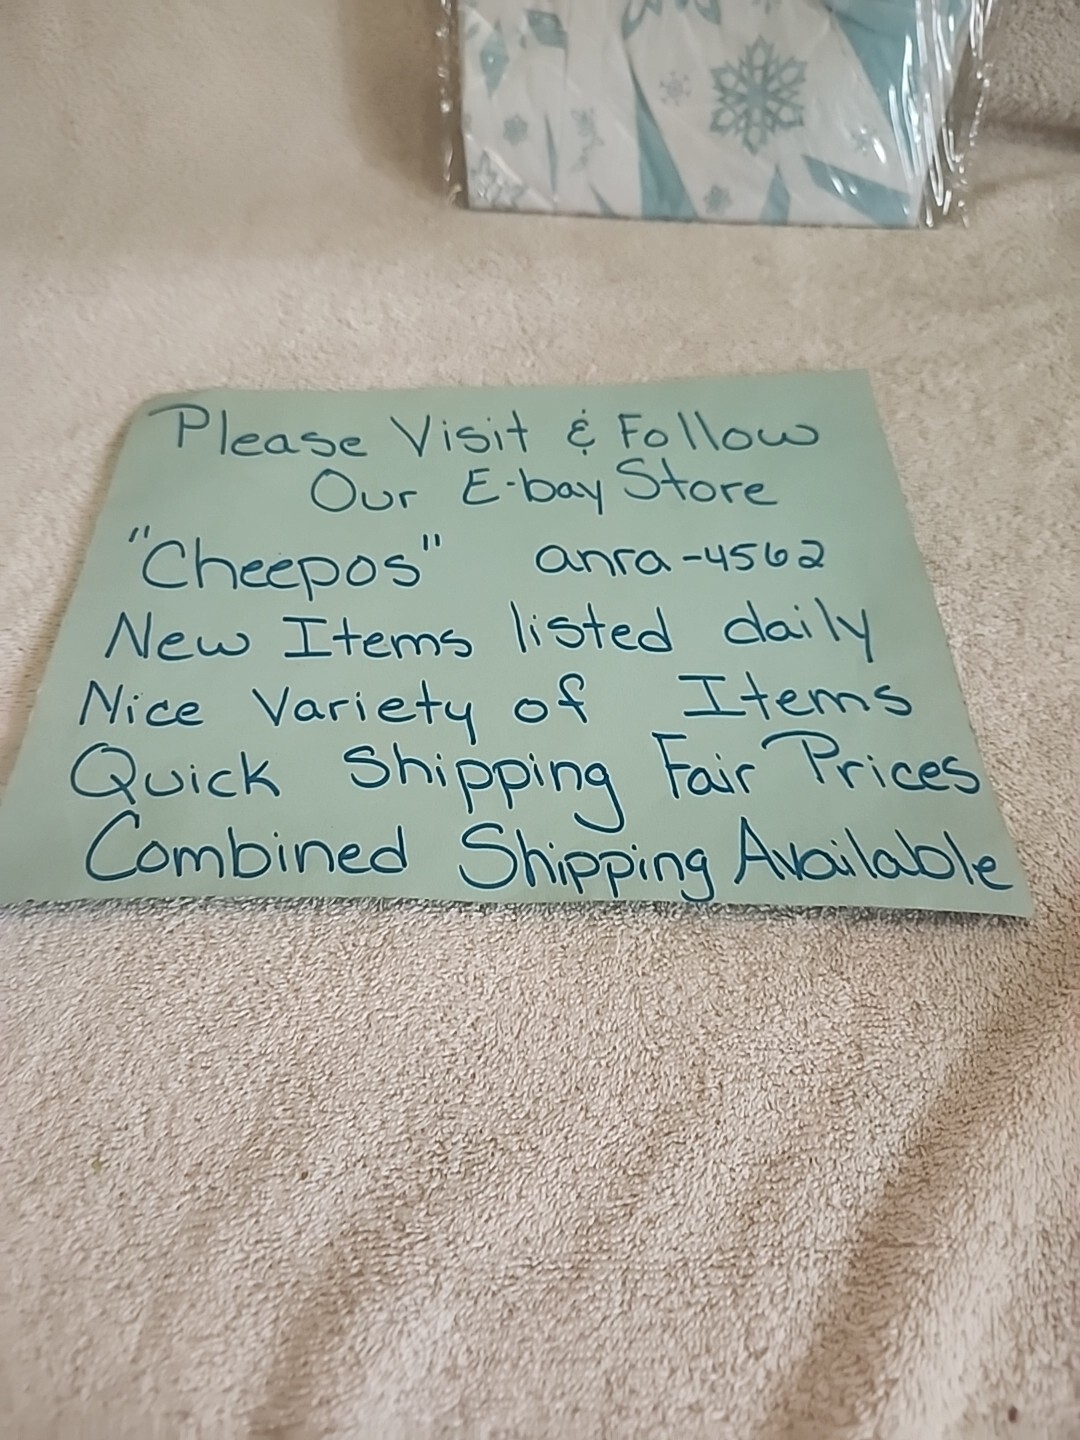 Please Visit & Follow
Our E-bay Store
"Cheepos" anra-4562
New Items listed daily
Nice Variety of Items
Quick Shipping Fair Prices
Combined Shipping Available